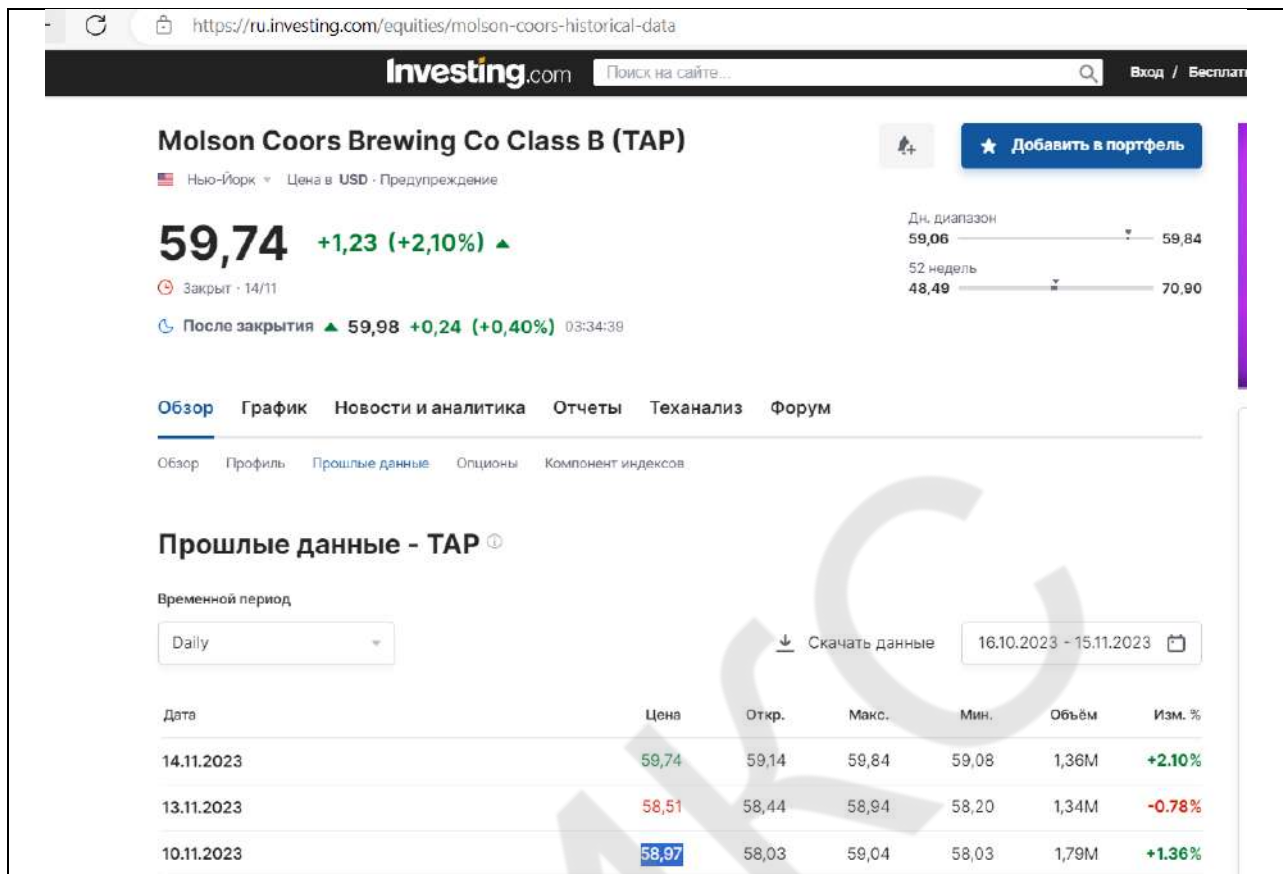 https://ru.investing.com/equities/molson-coors-historical-data
Investing.com Поиск на сайте... Вход / Бесплат
Molson Coors Brewing Co Class B (TAP)
Добавить в портфель
Нью-Йорк Цена в USD · Предупреждение
59,74 +1,23 (+2,10%)
Дн. диапазон
59,06 59,84
52 недель
48,49 70,90
Закрыт · 14/11
После закрытия 59,98 +0,24 (+0,40%) 03:34:39
Обзор График Новости и аналитика Отчеты Теханализ Форум
Обзор Профиль Прошлые данные Опционы Компонент индексов
Прошлые данные - TAP
Временной период
Daily Скачать данные 16.10.2023 - 15.11.2023
Дата Цена Откр. Макс. Мин. Объём Изм. %
14.11.2023 59,74 59,14 59,84 59,08 1,36M +2.10%
13.11.2023 58,51 58,44 58,94 58,20 1,34M -0.78%
10.11.2023 58,97 58,03 59,04 58,03 1,79M +1.36%
МКС